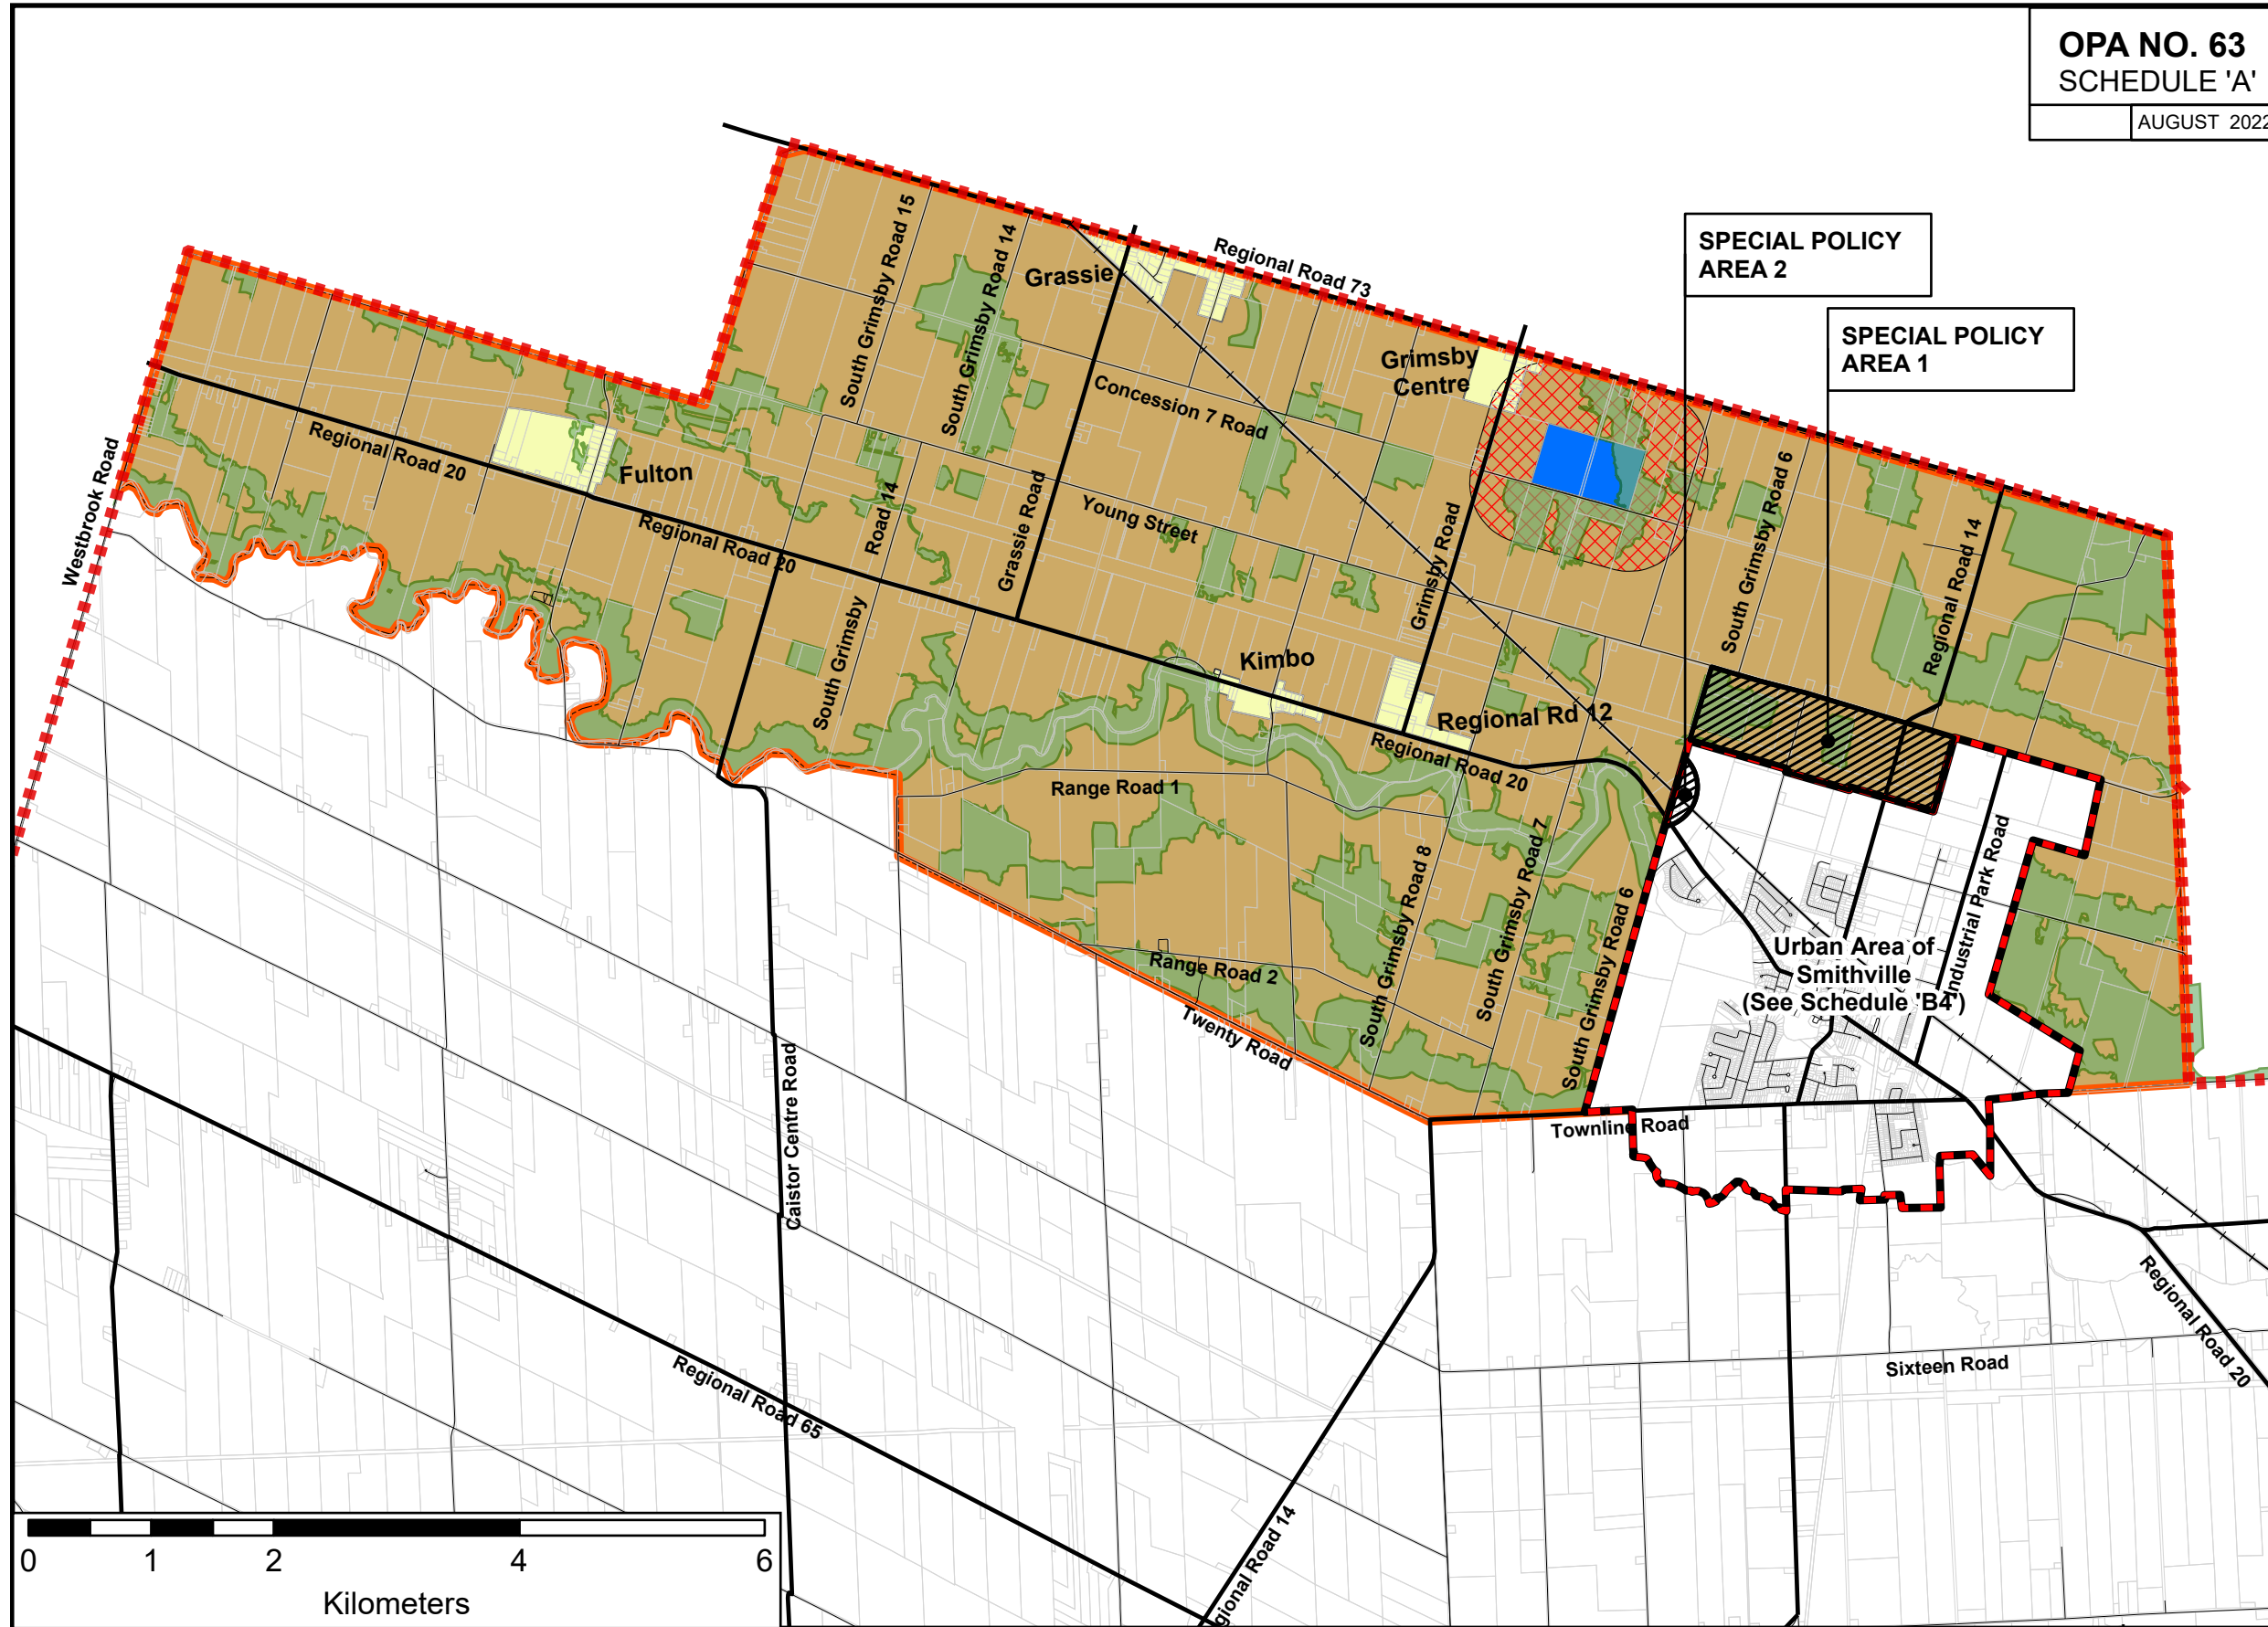 OPA NO. 63
SCHEDULE 'A'
AUGUST 2022
SPECIAL POLICY
AREA 2
SPECIAL POLICY
AREA 1
Regional Road 73
Grassie
South Grimsby Road 15
South Grimsby Road 14
Grimsby
Centre
Concession 7 Road
Westbrook Road
Regional Road 20
Fulton
Regional Road 20
Road 14
South Grimsby
Grassie Road
Young Street
Grimsby Road
South Grimsby Road 6
Regional Road 14
Kimbo
Regional Rd 12
Regional Road 20
Range Road 1
South Grimsby Road 8
South Grimsby Road 7
South Grimsby Road 6
Industrial Park Road
Urban Area of
Smithville
(See Schedule 'B4')
Range Road 2
Twenty Road
Townline Road
Caistor Centre Road
Regional Road 20
Sixteen Road
Regional Road 65
gional Road 14
0 1 2 4 6
Kilometers